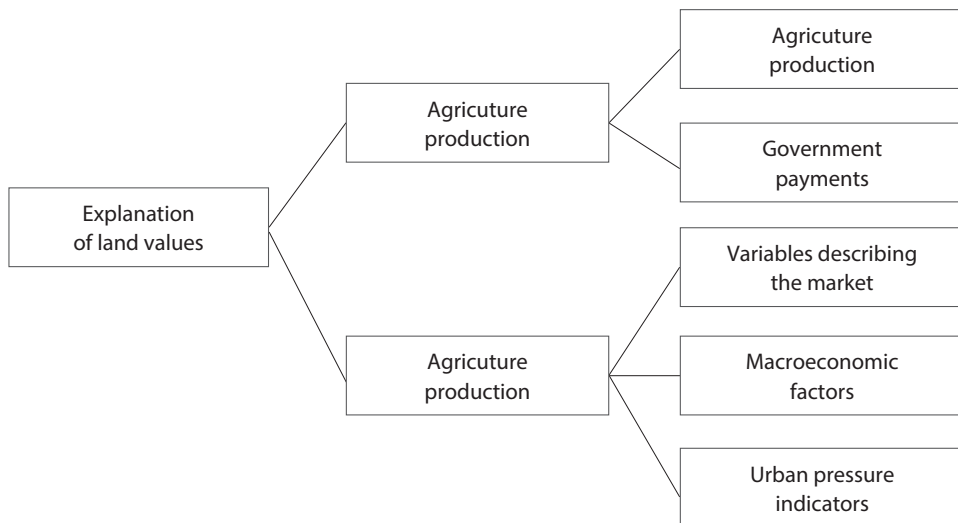 Explanation
of land values
Agricuture
production
Agricuture
production
Government
payments
Agricuture
production
Variables describing
the market
Macroeconomic
factors
Urban pressure
indicators